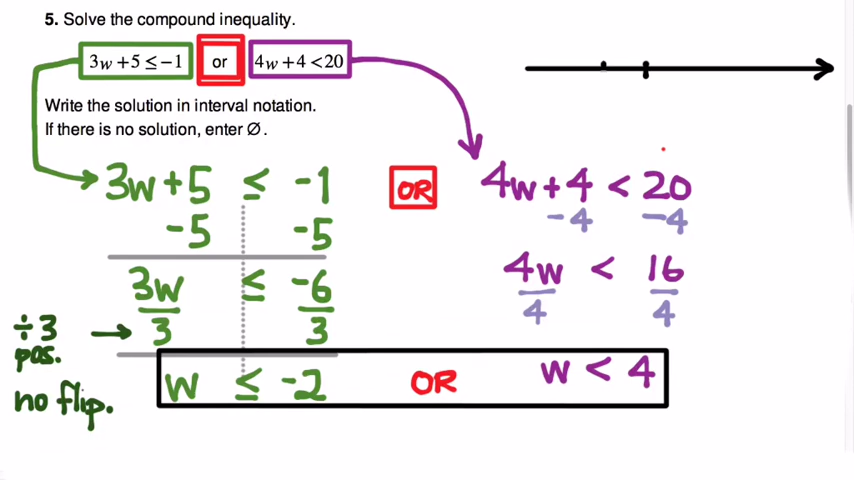 5. Solve the compound inequality.
3w + 5 ≤ −1 or 4w + 4 < 20
Write the solution in interval notation.
If there is no solution, enter Ø.
3w + 5 ≤ -1 OR 4w + 4 < 20
-5 -5 -4 -4
3w/3 ≤ -6/3 4w/4 < 16/4
÷3 →
pos.
no flip.
w ≤ -2 OR w < 4